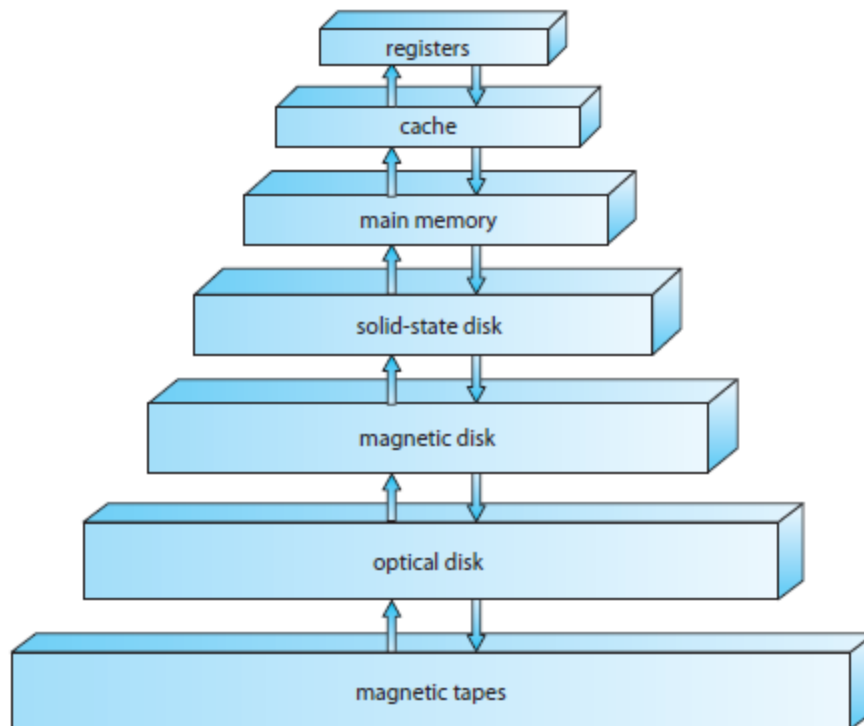 registers
cache
main memory
solid-state disk
magnetic disk
optical disk
magnetic tapes